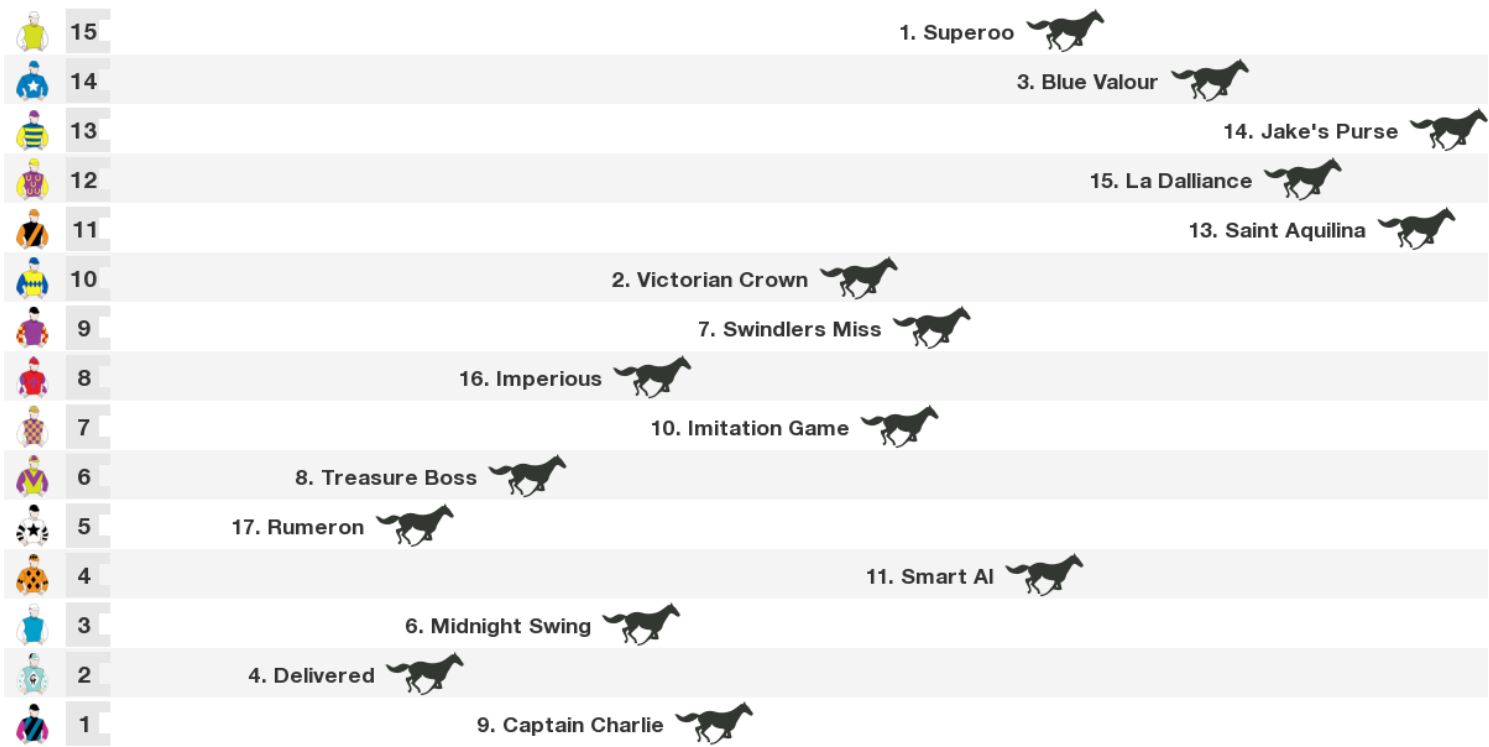 15 1. Superoo
14 3. Blue Valour
13 14. Jake's Purse
12 15. La Dalliance
11 13. Saint Aquilina
10 2. Victorian Crown
9 7. Swindlers Miss
8 16. Imperious
7 10. Imitation Game
6 8. Treasure Boss
5 17. Rumeron
4 11. Smart Al
3 6. Midnight Swing
2 4. Delivered
1 9. Captain Charlie